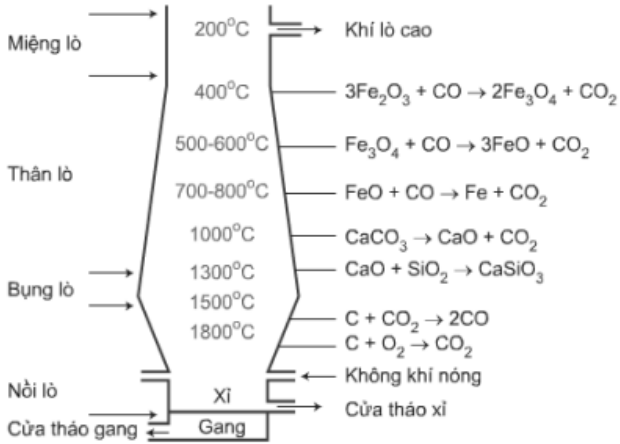 200°C
Khí lò cao
Miệng lò
400°C
3Fe₂O₃ + CO → 2Fe₃O₄ + CO₂
500-600°C
Fe₃O₄ + CO → 3FeO + CO₂
Thân lò
700-800°C
FeO + CO → Fe + CO₂
1000°C
CaCO₃ → CaO + CO₂
1300°C
CaO + SiO₂ → CaSiO₃
Bụng lò
1500°C
C + CO₂ → 2CO
1800°C
C + O₂ → CO₂
Không khí nóng
Nồi lò
Xỉ
Cửa tháo xỉ
Cửa tháo gang
Gang